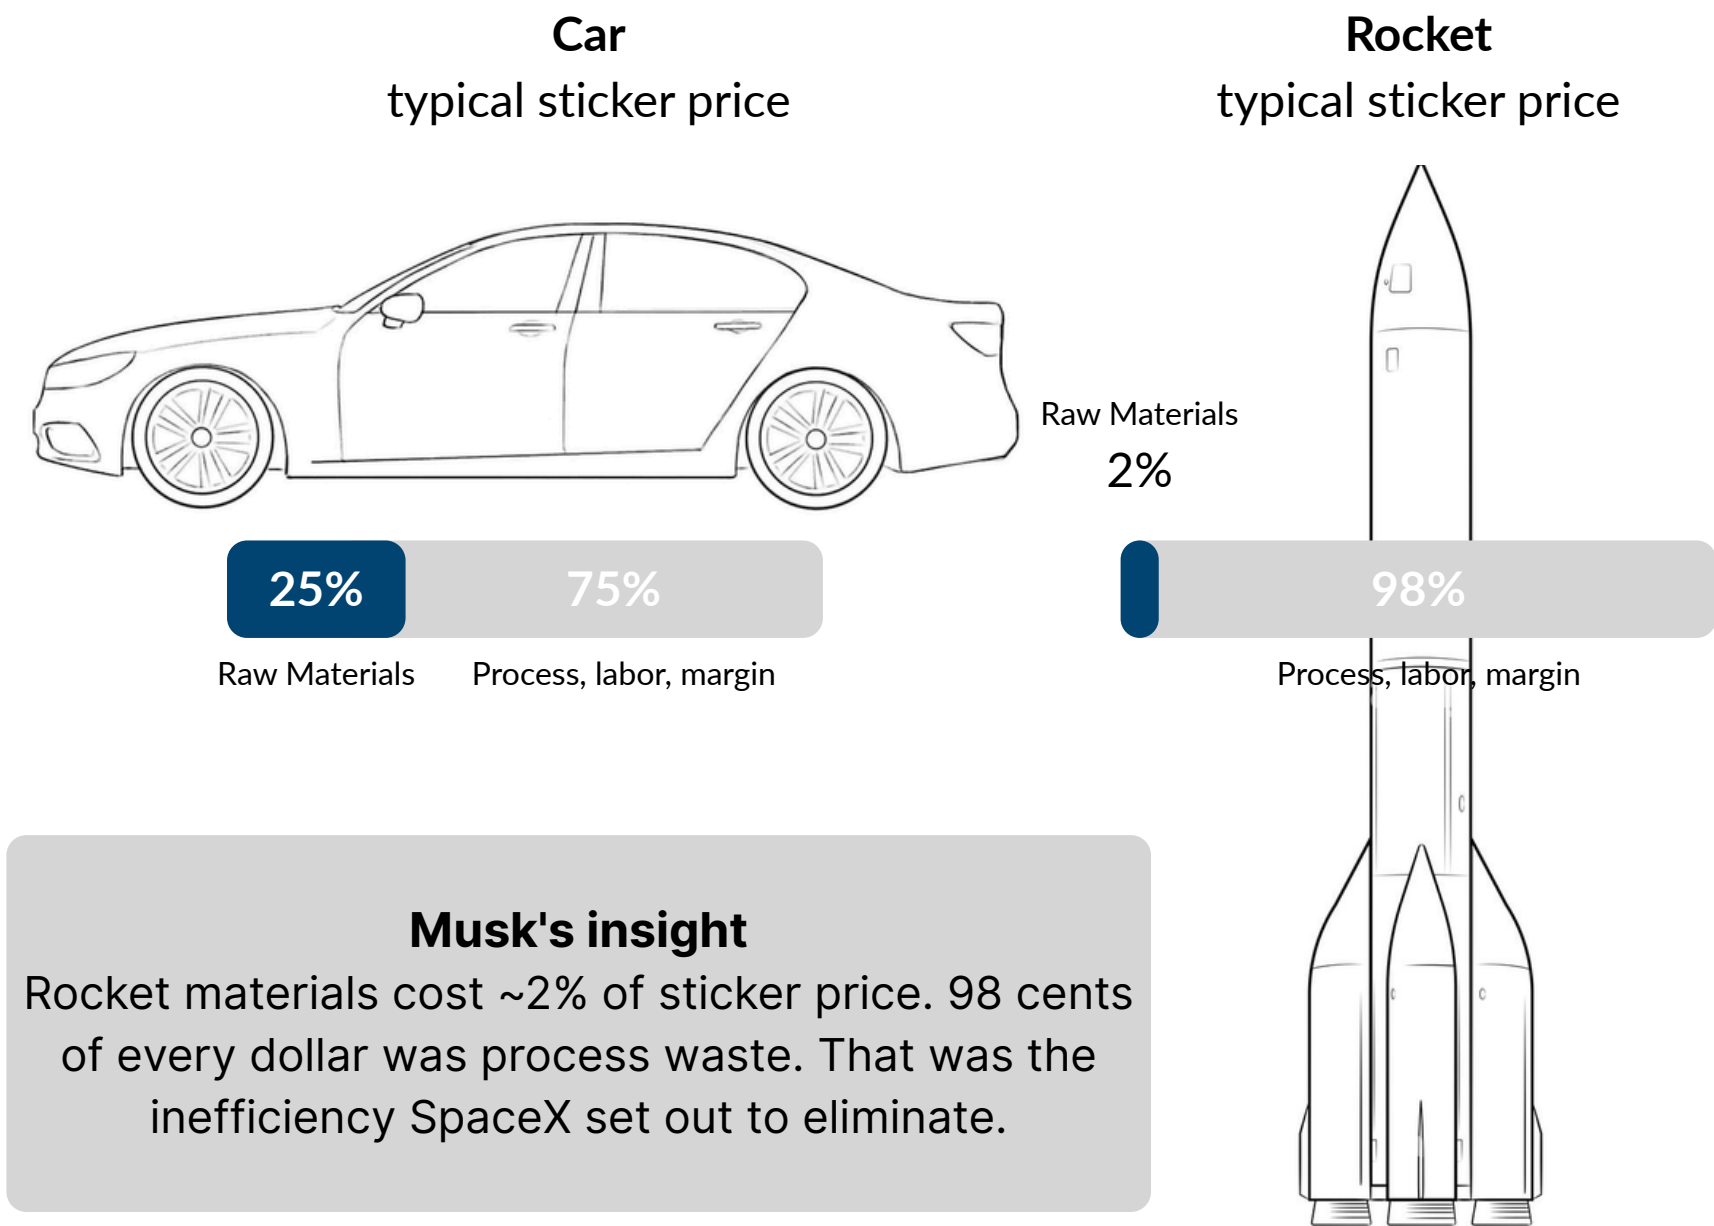 Car
typical sticker price
Rocket
typical sticker price
Raw Materials
2%
25%
75%
98%
Raw Materials
Process, labor, margin
Process, labor, margin
Musk's insight
Rocket materials cost ~2% of sticker price. 98 cents
of every dollar was process waste. That was the
inefficiency SpaceX set out to eliminate.